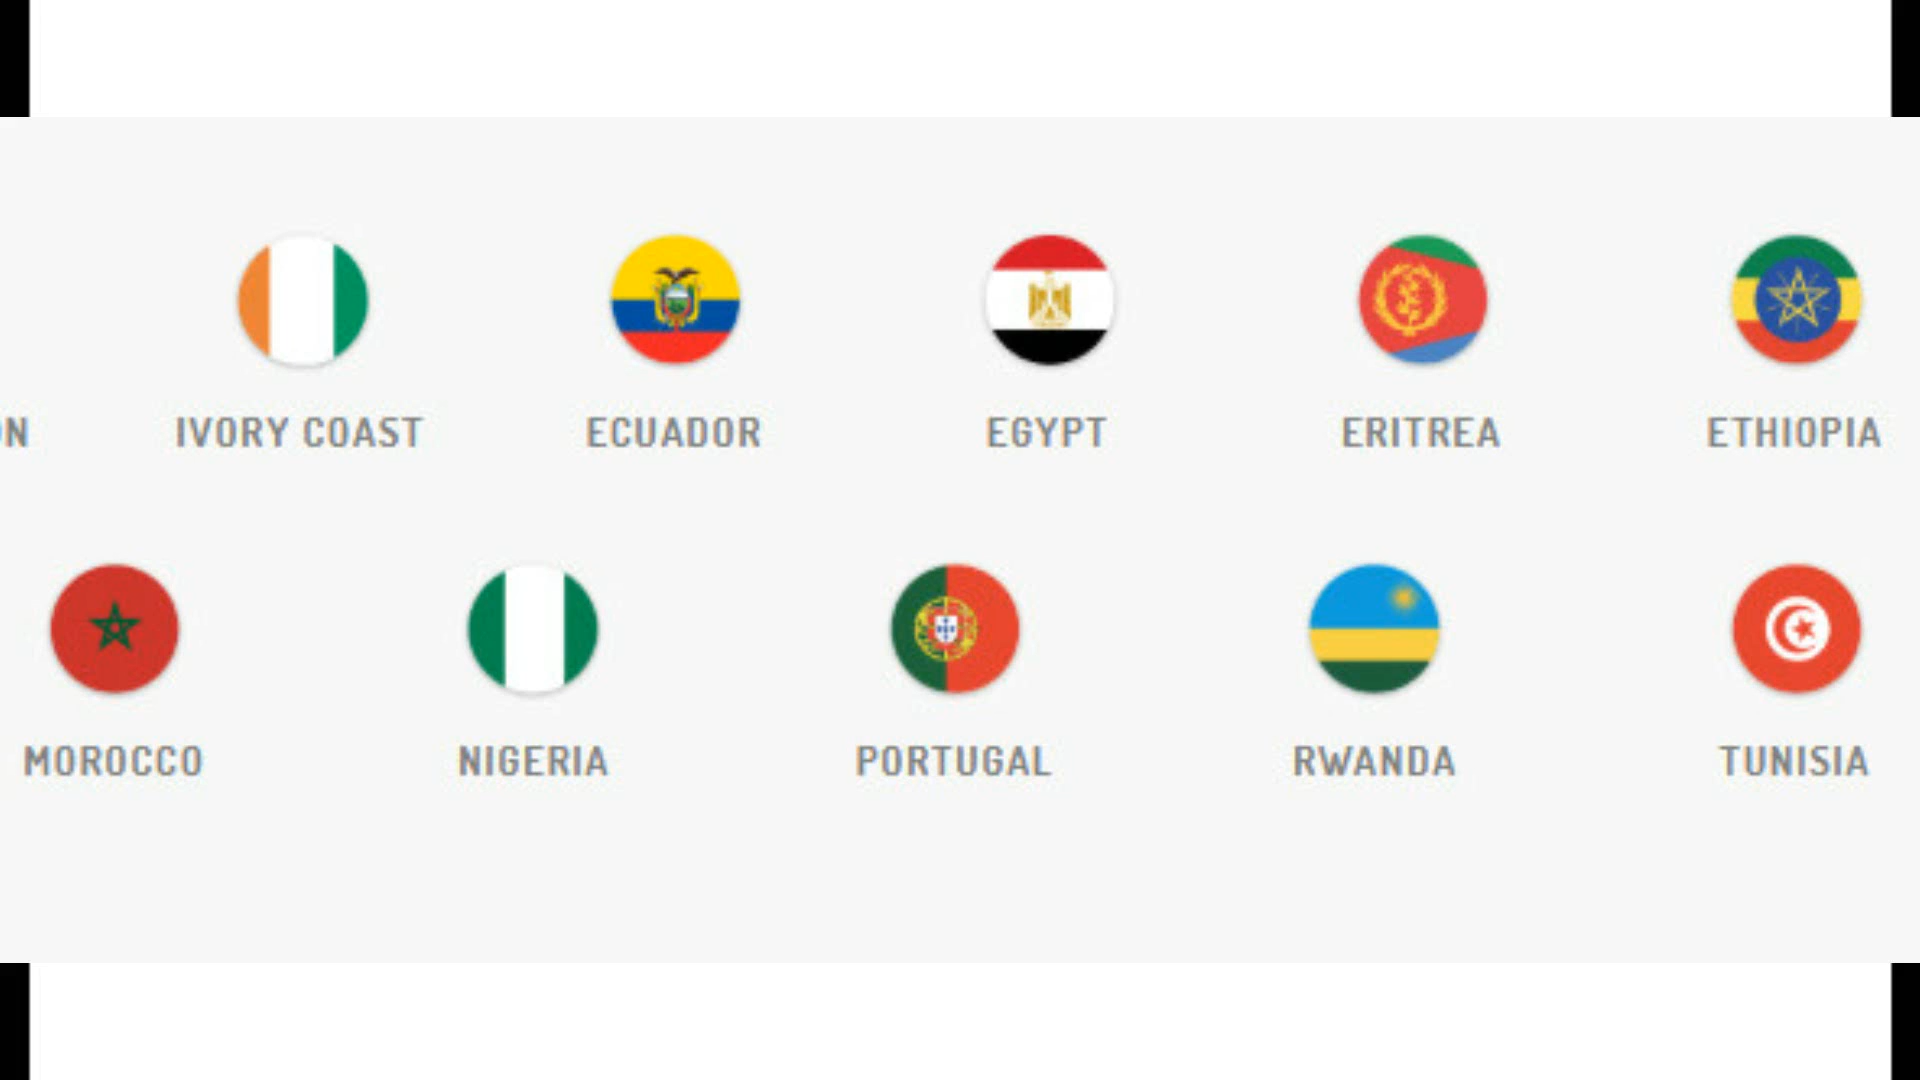 IVORY COAST ECUADOR EGYPT ERITREA ETHIOPIA
MOROCCO NIGERIA PORTUGAL RWANDA TUNISIA